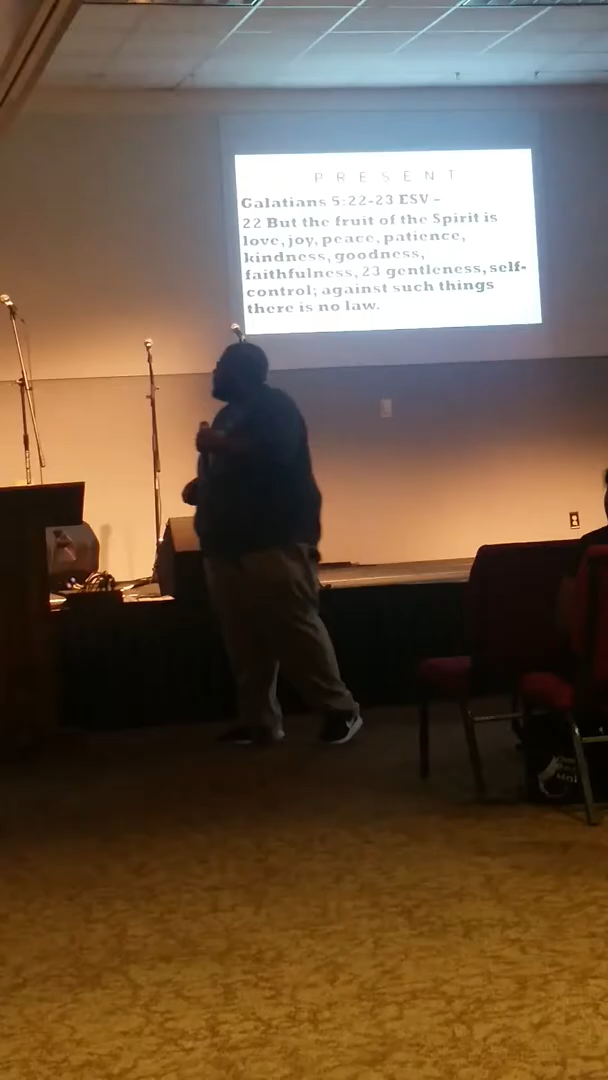 PRESENT
Galatians 5:22-23 ESV –
22 But the fruit of the Spirit is
love, joy, peace, patience,
kindness, goodness,
faithfulness, 23 gentleness, self-
control; against such things
there is no law.